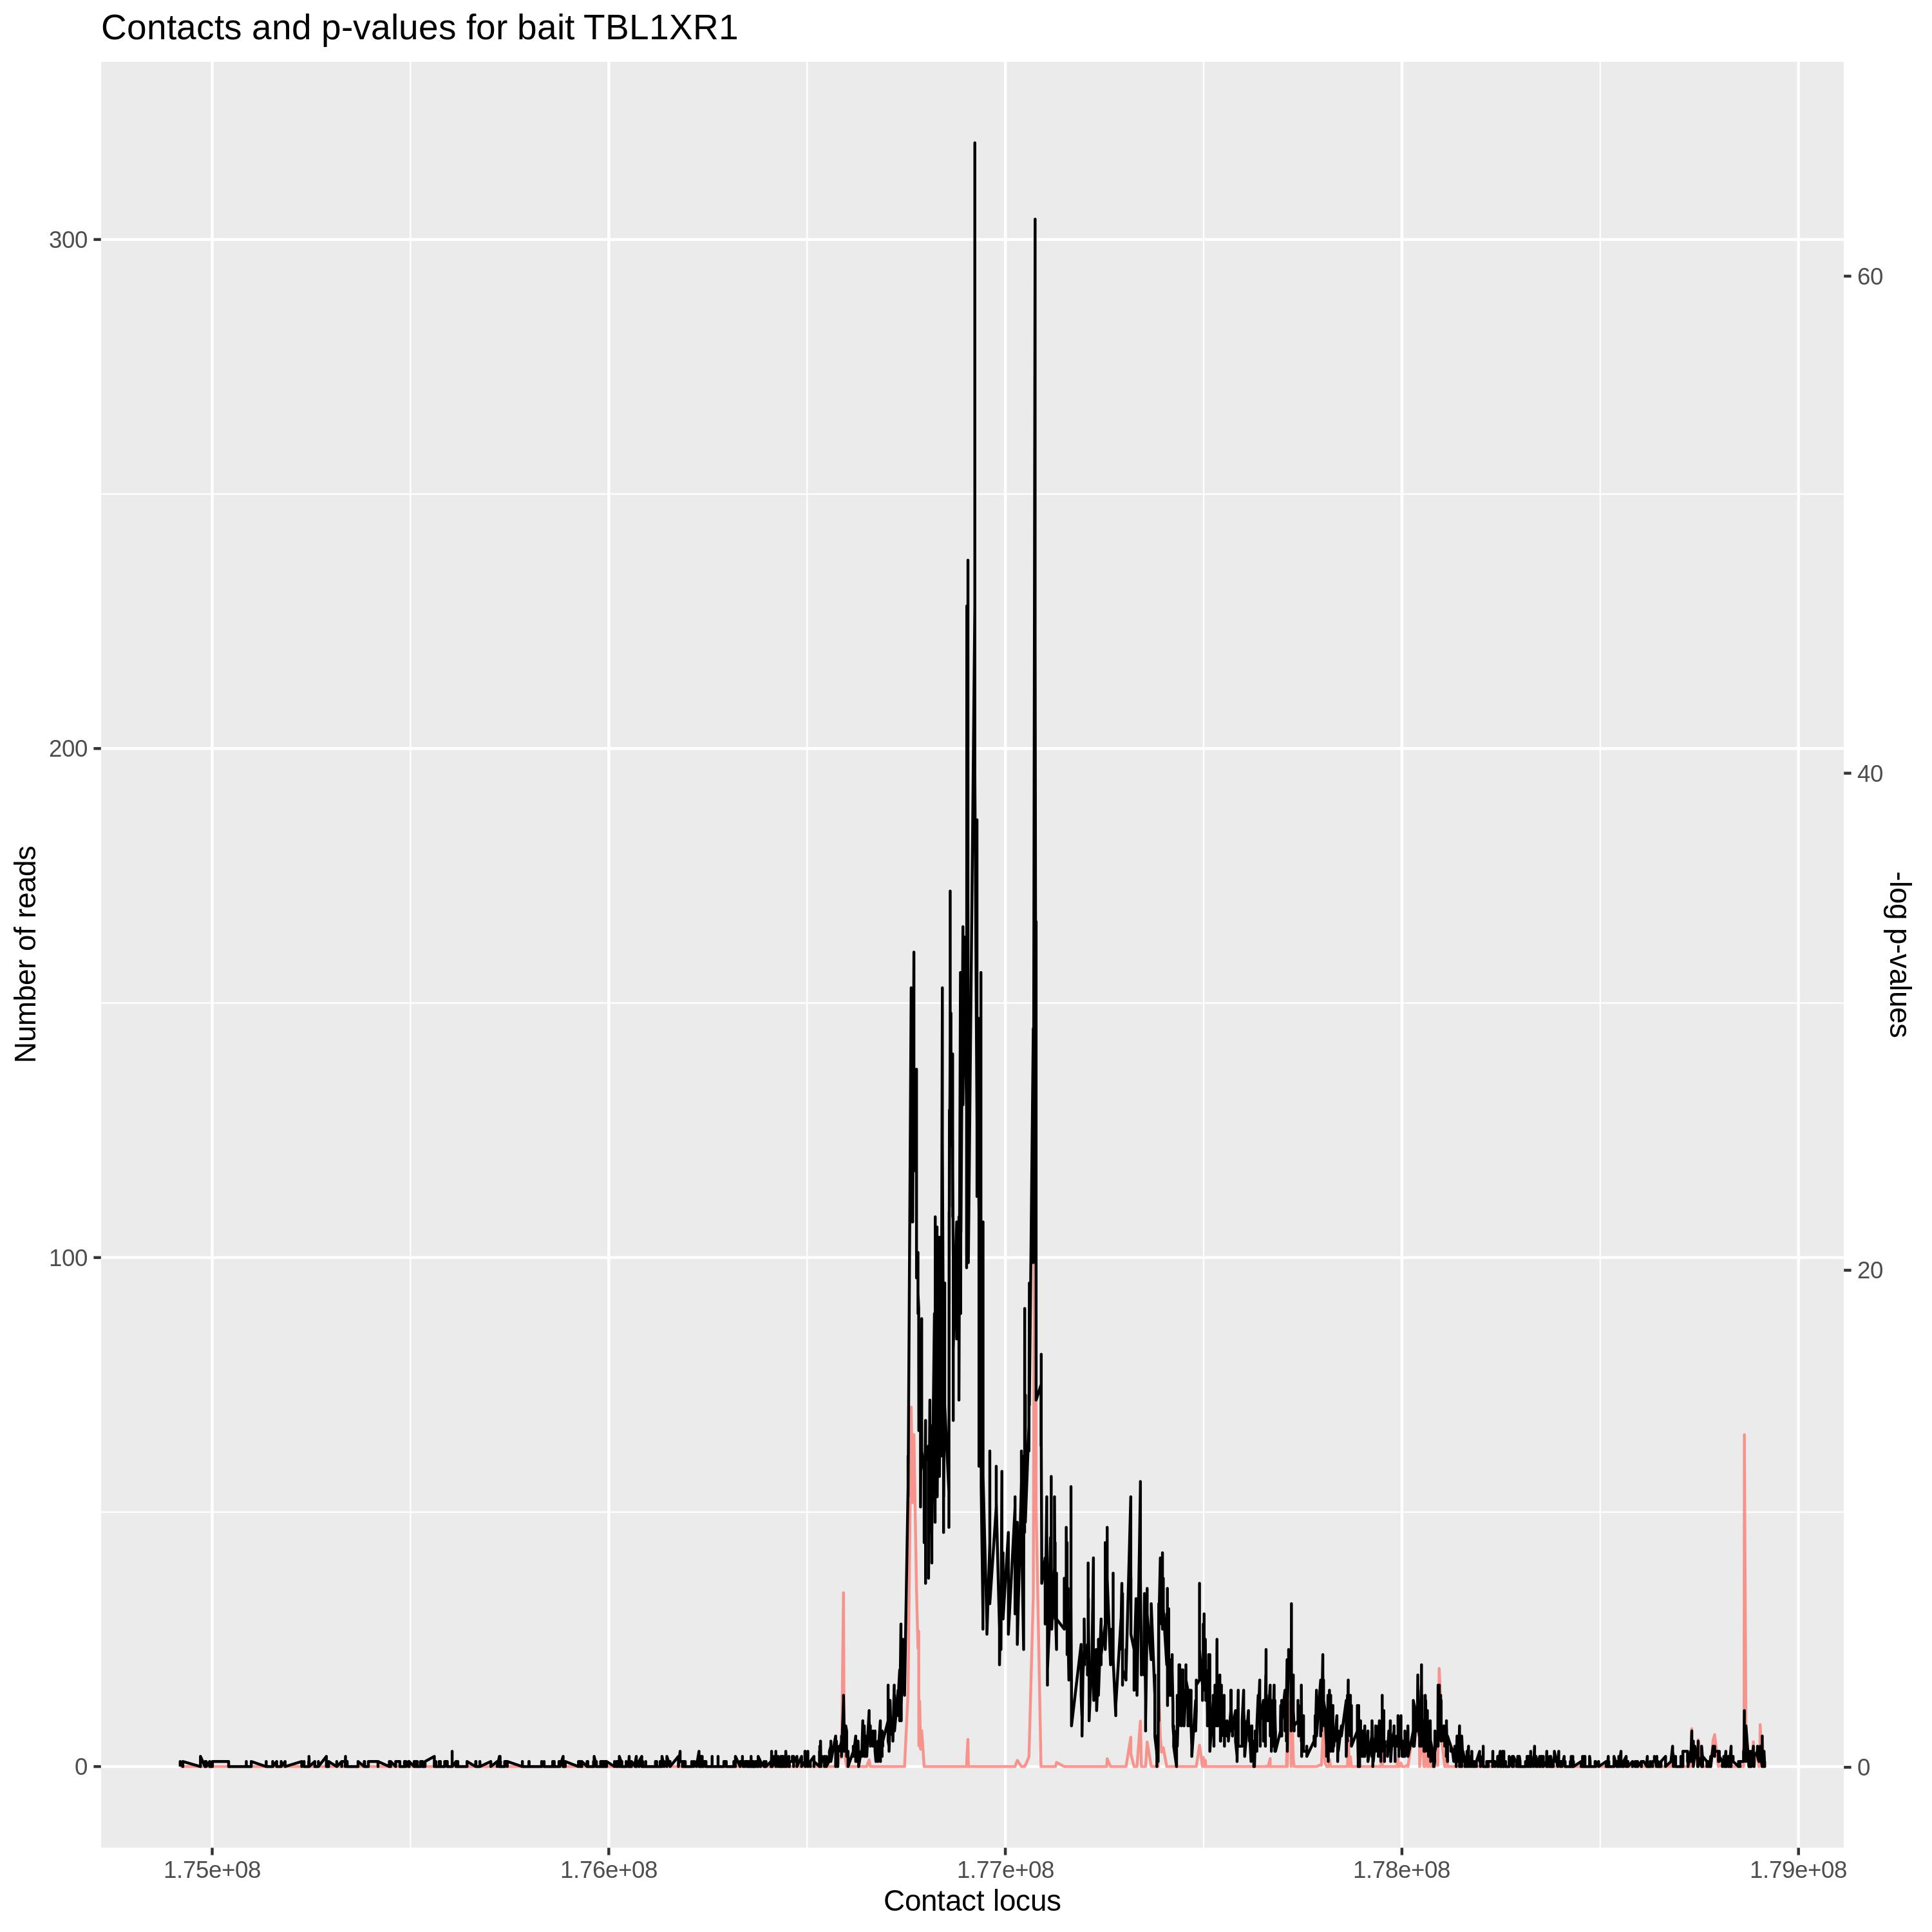 Contacts and p-values for bait TBL1XR1
300
200
100
0
60
40
20
0
Number of reads
-log p-values
1.75e+08
1.76e+08
1.77e+08
1.78e+08
1.79e+08
Contact locus